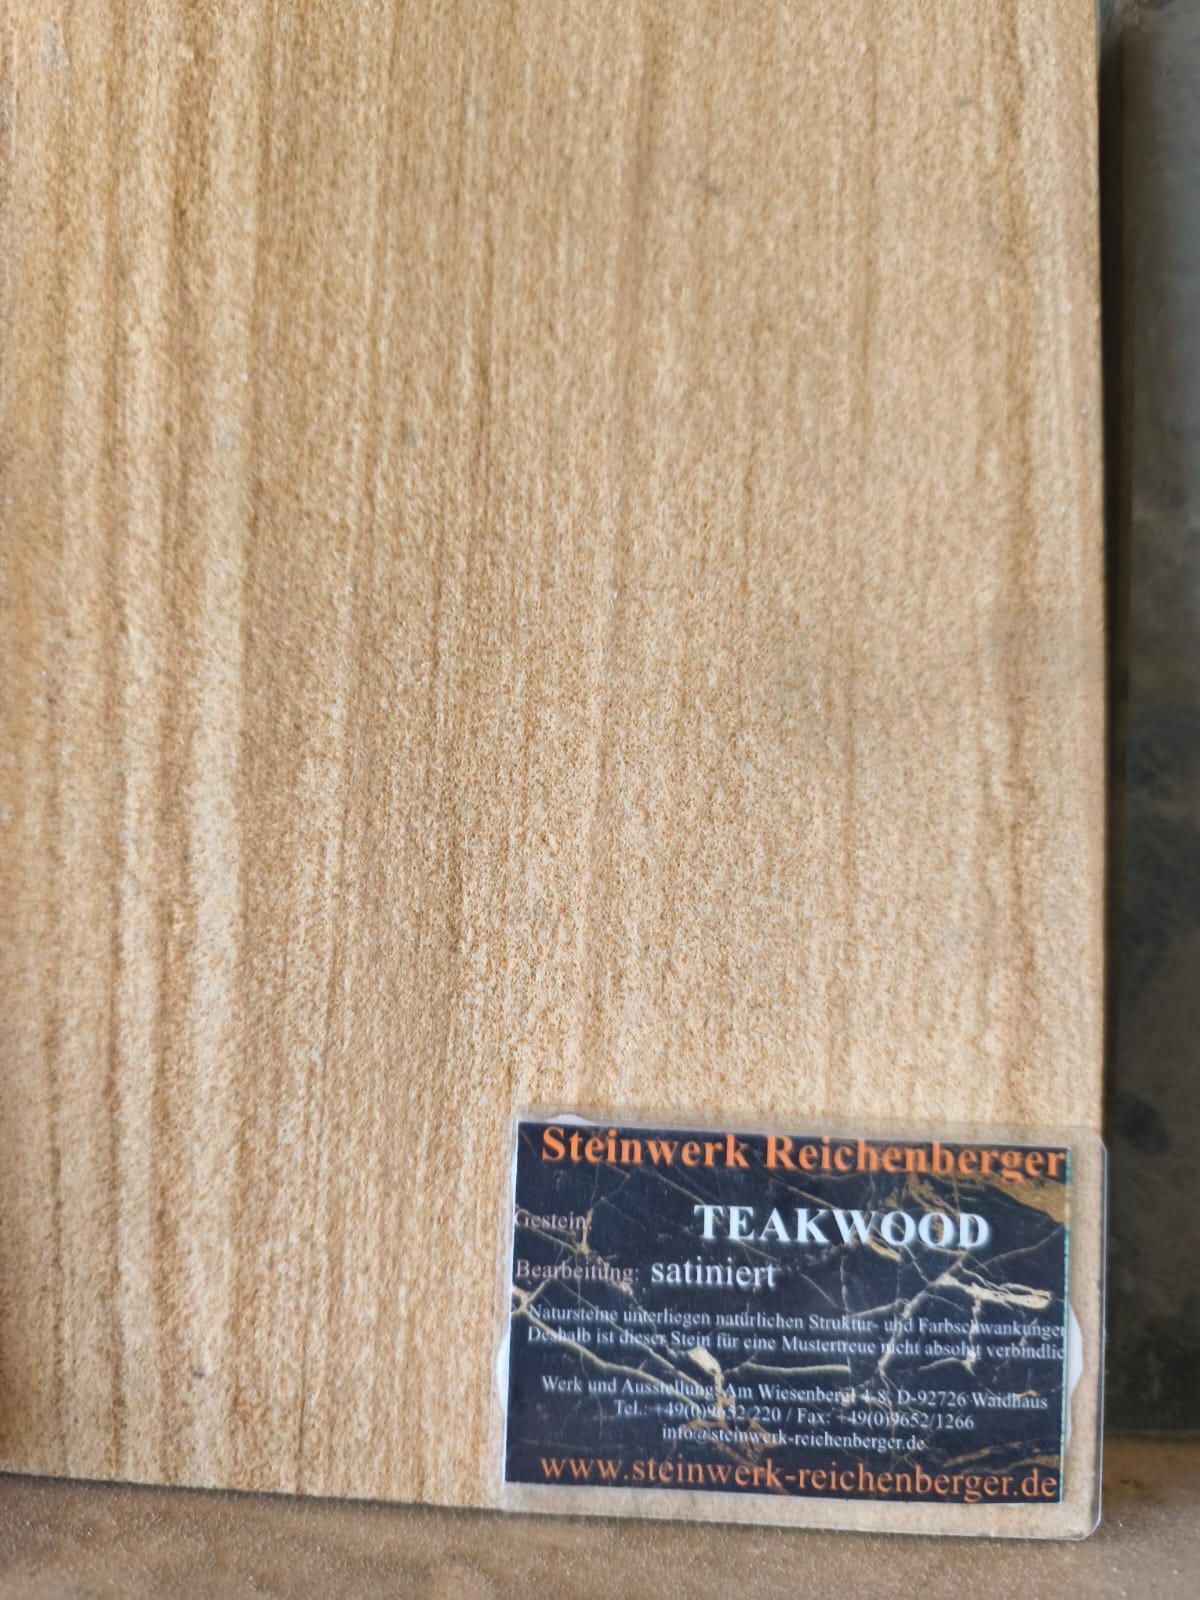 Steinwerk Reichenberger
Gestein: TEAKWOOD
Bearbeitung: satiniert
Natursteine unterliegen natürlichen Struktur- und Farbschwankungen
Deshalb ist dieser Stein für eine Mustertreue nicht absolut verbindlic
Werk und Ausstellung: Am Wiesenberg 4-8, D-92726 Waidhaus
Tel.: +49(0)9652/220 / Fax: +49(0)9652/1266
info@steinwerk-reichenberger.de
www.steinwerk-reichenberger.de